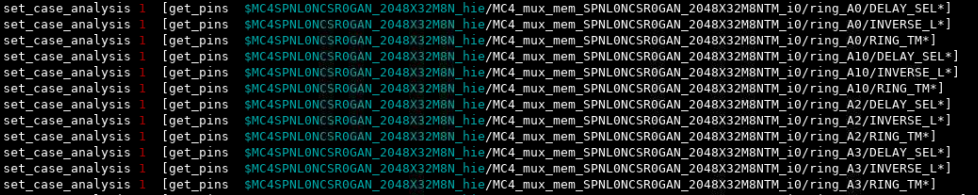 set_case_analysis 1 [get_pins $MC4SPNL0NCSR0GAN_2048X32M8N_hie/MC4_mux_mem_SPNL0NCSR0GAN_2048X32M8NTM_i0/ring_A0/DELAY_SEL*]
set_case_analysis 1 [get_pins $MC4SPNL0NCSR0GAN_2048X32M8N_hie/MC4_mux_mem_SPNL0NCSR0GAN_2048X32M8NTM_i0/ring_A0/INVERSE_L*]
set_case_analysis 1 [get_pins $MC4SPNL0NCSR0GAN_2048X32M8N_hie/MC4_mux_mem_SPNL0NCSR0GAN_2048X32M8NTM_i0/ring_A0/RING_TM*]
set_case_analysis 1 [get_pins $MC4SPNL0NCSR0GAN_2048X32M8N_hie/MC4_mux_mem_SPNL0NCSR0GAN_2048X32M8NTM_i0/ring_A10/DELAY_SEL*]
set_case_analysis 1 [get_pins $MC4SPNL0NCSR0GAN_2048X32M8N_hie/MC4_mux_mem_SPNL0NCSR0GAN_2048X32M8NTM_i0/ring_A10/INVERSE_L*]
set_case_analysis 1 [get_pins $MC4SPNL0NCSR0GAN_2048X32M8N_hie/MC4_mux_mem_SPNL0NCSR0GAN_2048X32M8NTM_i0/ring_A10/RING_TM*]
set_case_analysis 1 [get_pins $MC4SPNL0NCSR0GAN_2048X32M8N_hie/MC4_mux_mem_SPNL0NCSR0GAN_2048X32M8NTM_i0/ring_A2/DELAY_SEL*]
set_case_analysis 1 [get_pins $MC4SPNL0NCSR0GAN_2048X32M8N_hie/MC4_mux_mem_SPNL0NCSR0GAN_2048X32M8NTM_i0/ring_A2/INVERSE_L*]
set_case_analysis 1 [get_pins $MC4SPNL0NCSR0GAN_2048X32M8N_hie/MC4_mux_mem_SPNL0NCSR0GAN_2048X32M8NTM_i0/ring_A2/RING_TM*]
set_case_analysis 1 [get_pins $MC4SPNL0NCSR0GAN_2048X32M8N_hie/MC4_mux_mem_SPNL0NCSR0GAN_2048X32M8NTM_i0/ring_A3/DELAY_SEL*]
set_case_analysis 1 [get_pins $MC4SPNL0NCSR0GAN_2048X32M8N_hie/MC4_mux_mem_SPNL0NCSR0GAN_2048X32M8NTM_i0/ring_A3/INVERSE_L*]
set_case_analysis 1 [get_pins $MC4SPNL0NCSR0GAN_2048X32M8N_hie/MC4_mux_mem_SPNL0NCSR0GAN_2048X32M8NTM_i0/ring_A3/RING_TM*]